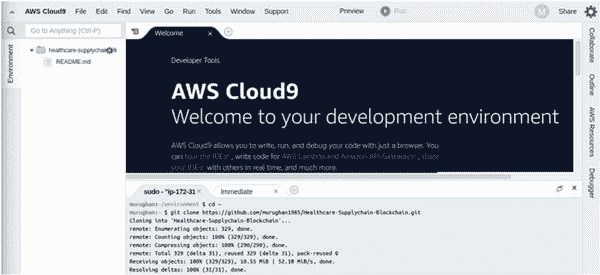 AWS Cloud9 File Edit Find View Go Run Tools Window Support Preview Run M Share
Go to Anything (Ctrl-P)
Welcome
Environment
healthcare-supplychain
README.md
Developer Tools
AWS Cloud9
Welcome to your development environment
AWS Cloud9 allows you to write, run, and debug your code with just a browser. You
can tour the IDE, write code for AWS Lambda and Amazon API Gateway, share
your IDE with others in real time, and much more.
Collaborate
Outline
AWS Resources
Debugger
sudo - "ip-172-31
Immediate
murughan:~/environment $ cd ~
murughan:~ $ git clone https://github.com/murughan1985/Healthcare-Supplychain-Blockchain.git
Cloning into 'Healthcare-Supplychain-Blockchain'...
remote: Enumerating objects: 329, done.
remote: Counting objects: 100% (329/329), done.
remote: Compressing objects: 100% (290/290), done.
remote: Total 329 (delta 31), reused 329 (delta 31), pack-reused 0
Receiving objects: 100% (329/329), 10.55 MiB | 52.18 MiB/s, done.
Resolving deltas: 100% (31/31), done.